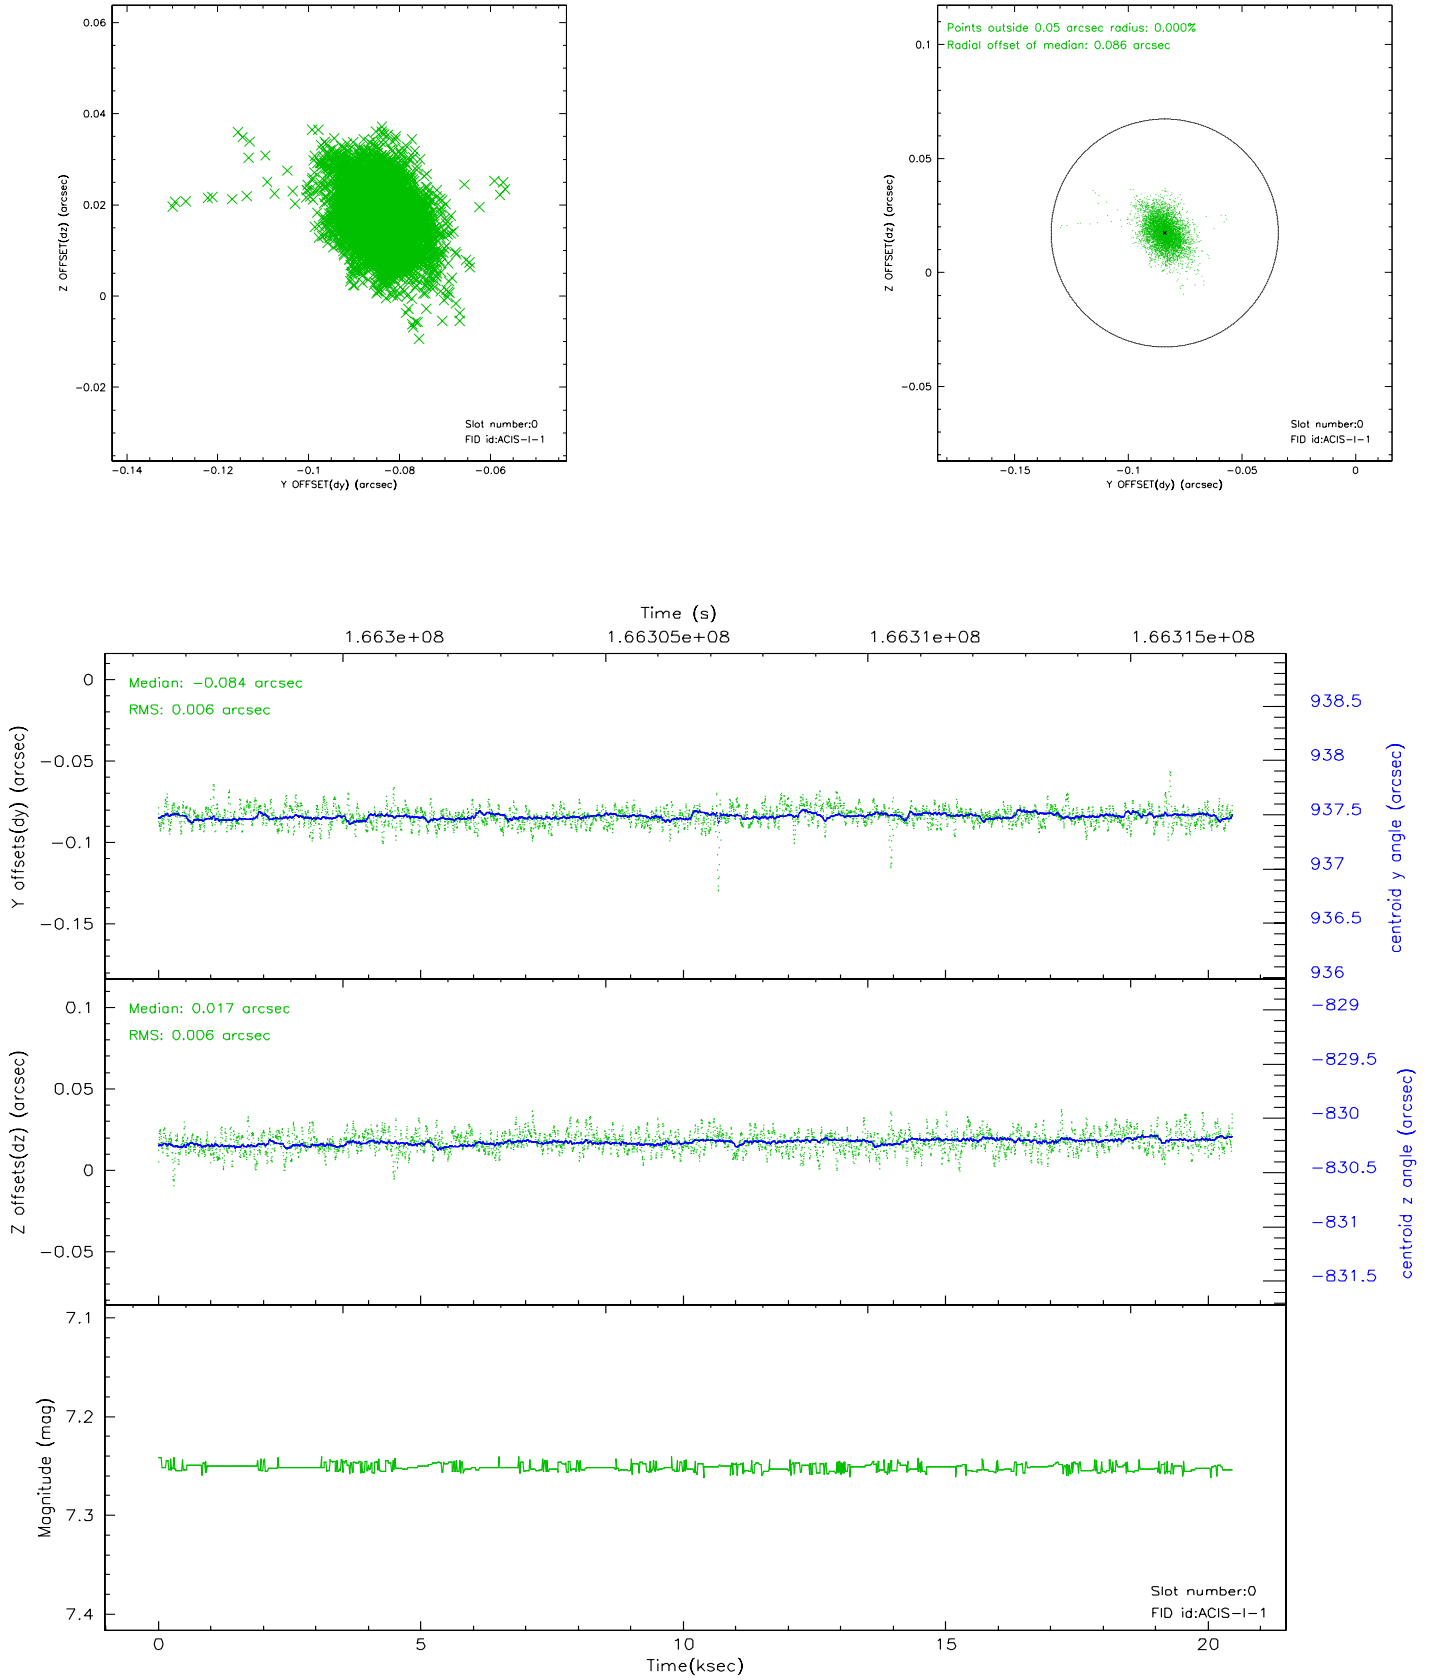 0.06
0.04
0.02
0
−0.02
Z OFFSET(dz) (arcsec)
Slot number:0
FID id:ACIS−I−1
−0.14
−0.12
−0.1
−0.08
−0.06
Y OFFSET(dy) (arcsec)
Points outside 0.05 arcsec radius: 0.000%
Radial offset of median: 0.086 arcsec
0.1
0.05
0
−0.05
Z OFFSET(dz) (arcsec)
Slot number:0
FID id:ACIS−I−1
−0.15
−0.1
−0.05
0
Y OFFSET(dy) (arcsec)
Time (s)
1.663e+08
1.66305e+08
1.6631e+08
1.66315e+08
Median: −0.084 arcsec
RMS: 0.006 arcsec
0
−0.05
−0.1
−0.15
Y offsets(dy) (arcsec)
938.5
938
937.5
937
936.5
936
centroid y angle (arcsec)
Median: 0.017 arcsec
RMS: 0.006 arcsec
0.1
0.05
0
−0.05
Z offsets(dz) (arcsec)
−829
−829.5
−830
−830.5
−831
−831.5
centroid z angle (arcsec)
7.1
7.2
7.3
7.4
Magnitude (mag)
Slot number:0
FID id:ACIS−I−1
0
5
10
15
20
Time(ksec)